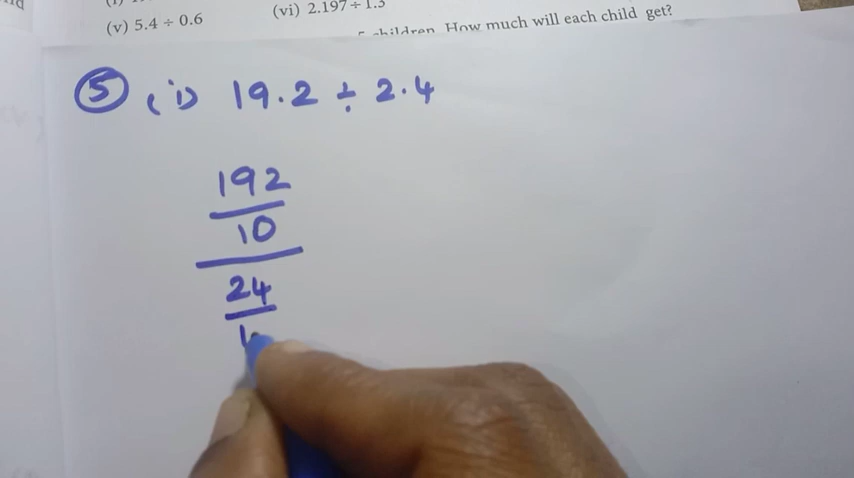 (v) 5.4 ÷ 0.6
(vi) 2.197 ÷ 1.3
children. How much will each child get?
5 (i) 19.2 ÷ 2.4
192
10
24
1